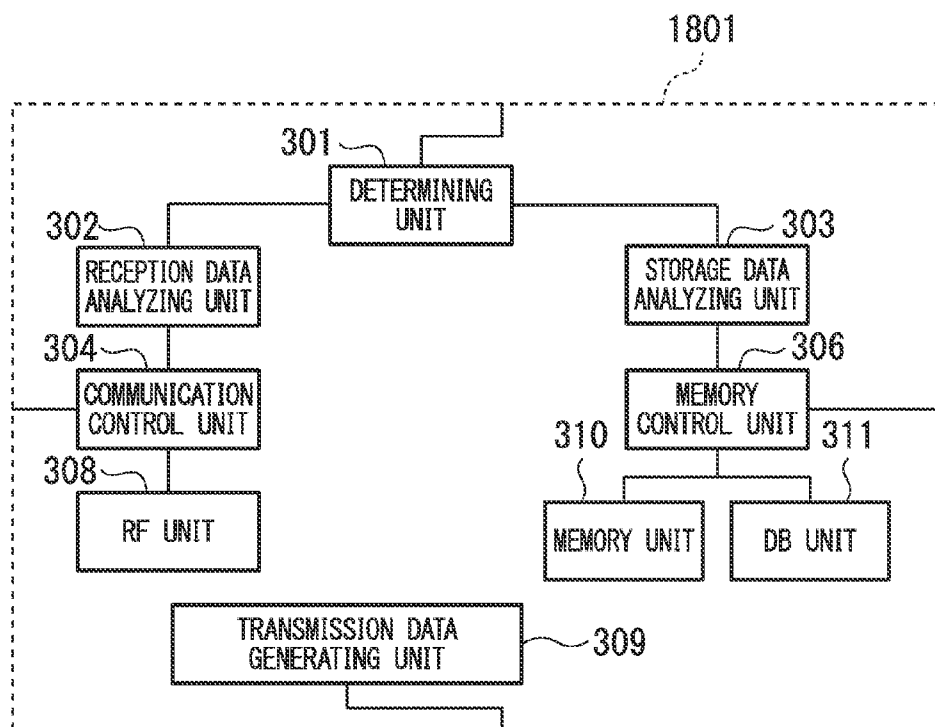 1801
301
DETERMINING
UNIT
302
303
RECEPTION DATA
ANALYZING UNIT
STORAGE DATA
ANALYZING UNIT
304
306
COMMUNICATION
CONTROL UNIT
MEMORY
CONTROL UNIT
308
310
311
RF UNIT
MEMORY UNIT
DB UNIT
TRANSMISSION DATA
GENERATING UNIT
309